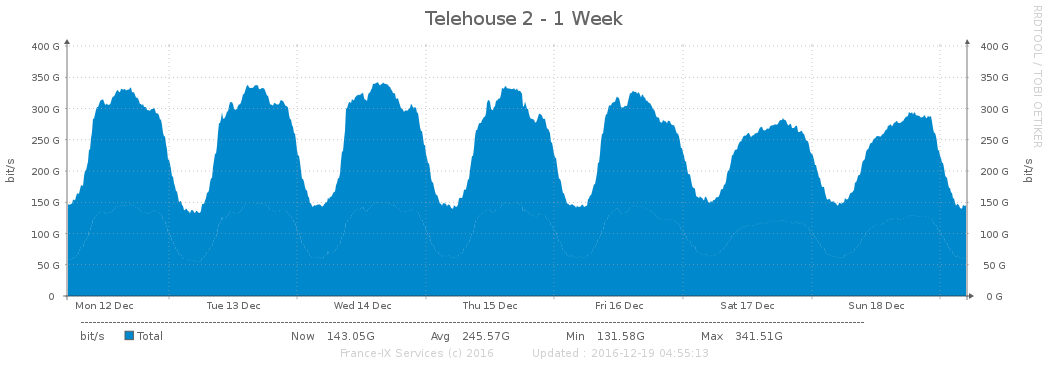 Telehouse 2 - 1 Week
RRDTOOL / TOBI OETIKER
400 G 400 G
350 G 350 G
300 G 300 G
250 G 250 G
200 G 200 G
150 G 150 G
100 G 100 G
50 G 50 G
0 0 G
bit/s bit/s
Mon 12 Dec Tue 13 Dec Wed 14 Dec Thu 15 Dec Fri 16 Dec Sat 17 Dec Sun 18 Dec
bit/s Total Now 143.05G Avg 245.57G Min 131.58G Max 341.51G
France-IX Services (c) 2016 Updated : 2016-12-19 04:55:13